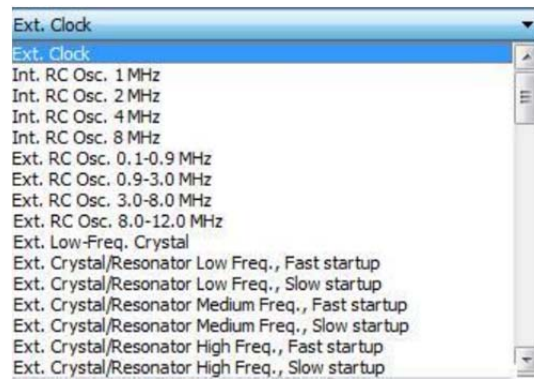 Ext. Clock
Ext. Clock
Int. RC Osc. 1 MHz
Int. RC Osc. 2 MHz
Int. RC Osc. 4 MHz
Int. RC Osc. 8 MHz
Ext. RC Osc. 0.1-0.9 MHz
Ext. RC Osc. 0.9-3.0 MHz
Ext. RC Osc. 3.0-8.0 MHz
Ext. RC Osc. 8.0-12.0 MHz
Ext. Low-Freq. Crystal
Ext. Crystal/Resonator Low Freq., Fast startup
Ext. Crystal/Resonator Low Freq., Slow startup
Ext. Crystal/Resonator Medium Freq., Fast startup
Ext. Crystal/Resonator Medium Freq., Slow startup
Ext. Crystal/Resonator High Freq., Fast startup
Ext. Crystal/Resonator High Freq., Slow startup